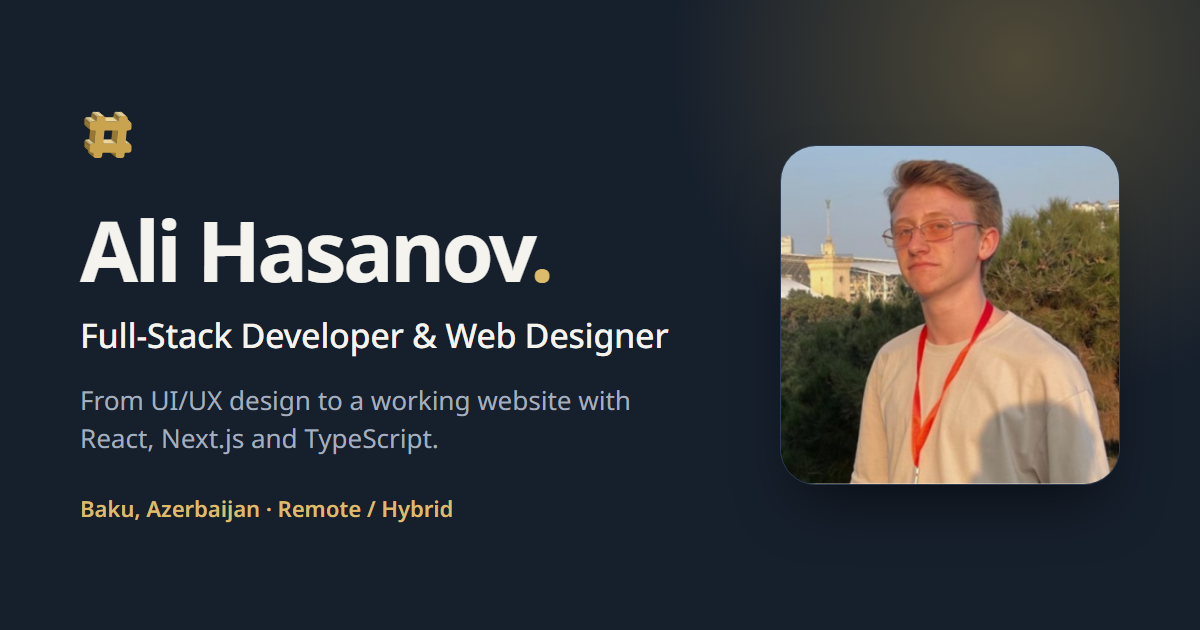 Ali Hasanov.
Full-Stack Developer & Web Designer
From UI/UX design to a working website with
React, Next.js and TypeScript.
Baku, Azerbaijan · Remote / Hybrid